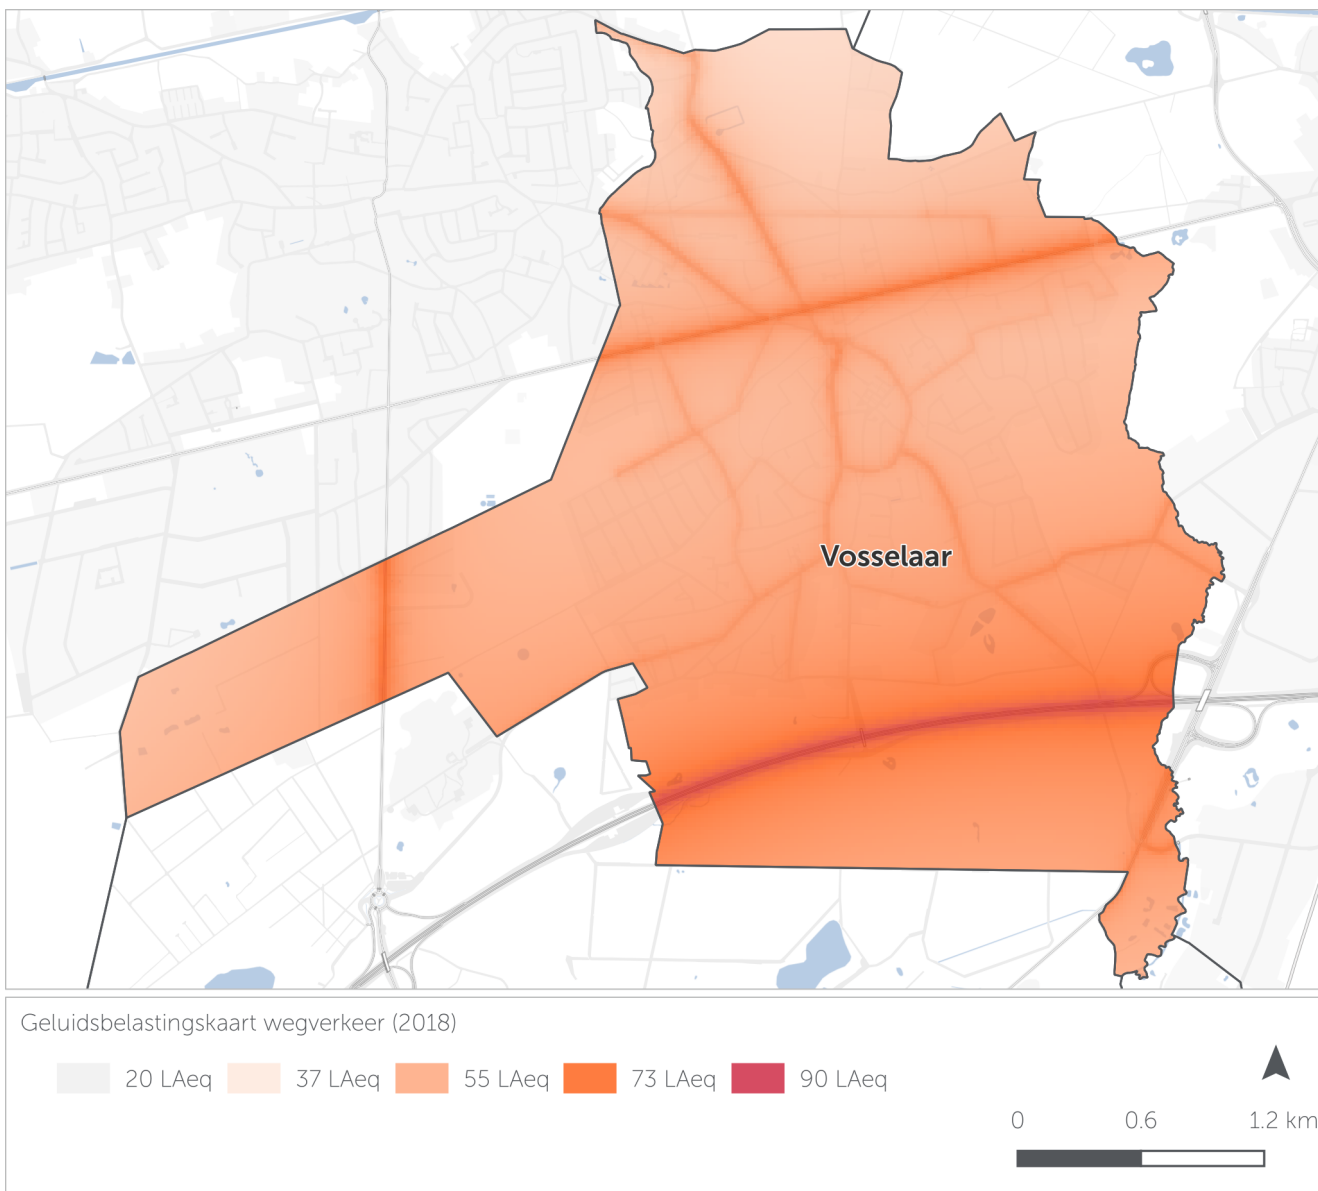 Vosselaar
Geluidsbelastingskaart wegverkeer (2018)
20 LAeq 37 LAeq 55 LAeq 73 LAeq 90 LAeq
0 0.6 1.2 km